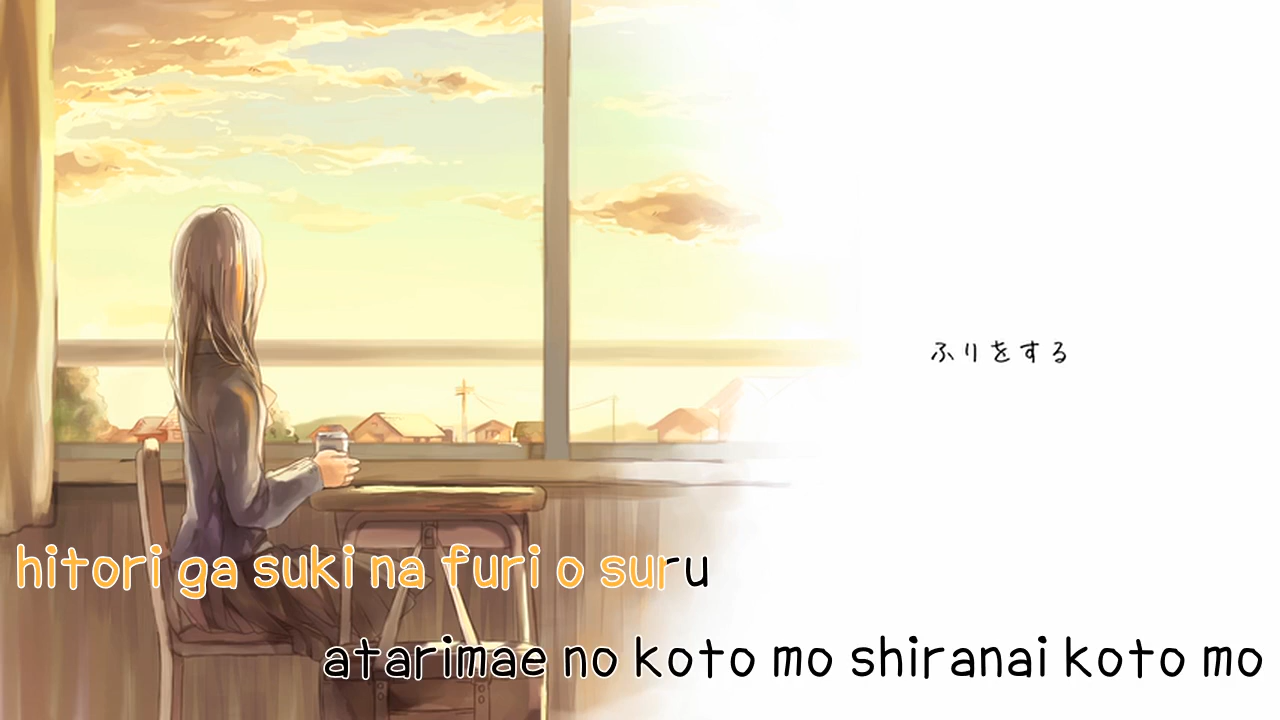 ふりをする
hitori ga suki na furi o suru
atarimae no koto mo shiranai koto mo